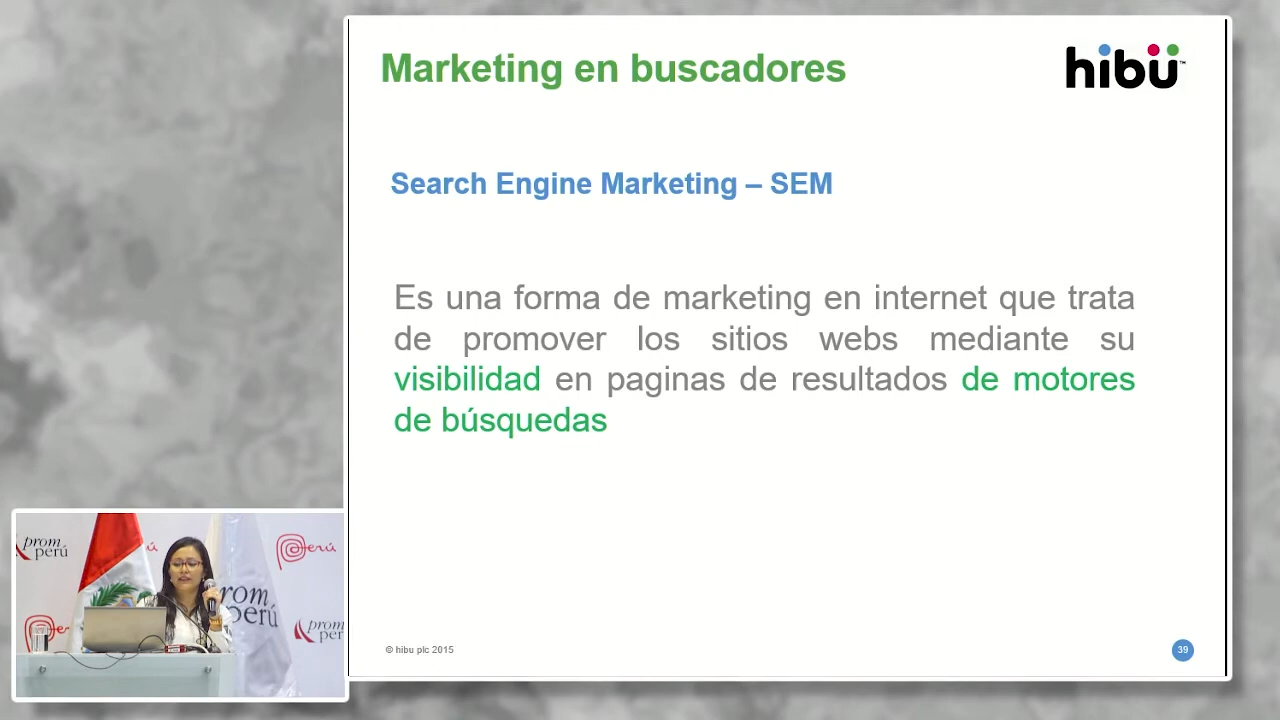 Marketing en buscadores
hibü™
Search Engine Marketing – SEM
Es una forma de marketing en internet que trata
de promover los sitios webs mediante su
visibilidad en paginas de resultados de motores
de búsquedas
© hibu plc 2015
39
prom
perú
Perú
prom
perú